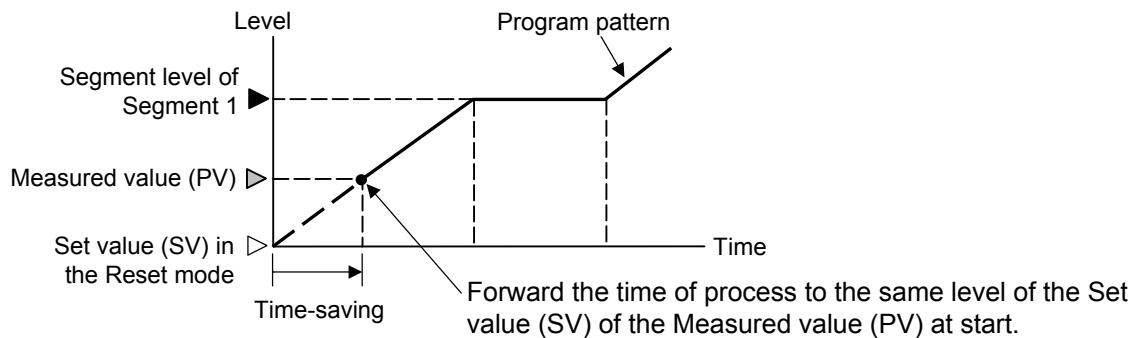 Level
Program pattern
Segment level of
Segment 1
Measured value (PV)
Set value (SV) in
the Reset mode
Time
Time-saving
Forward the time of process to the same level of the Set
value (SV) of the Measured value (PV) at start.